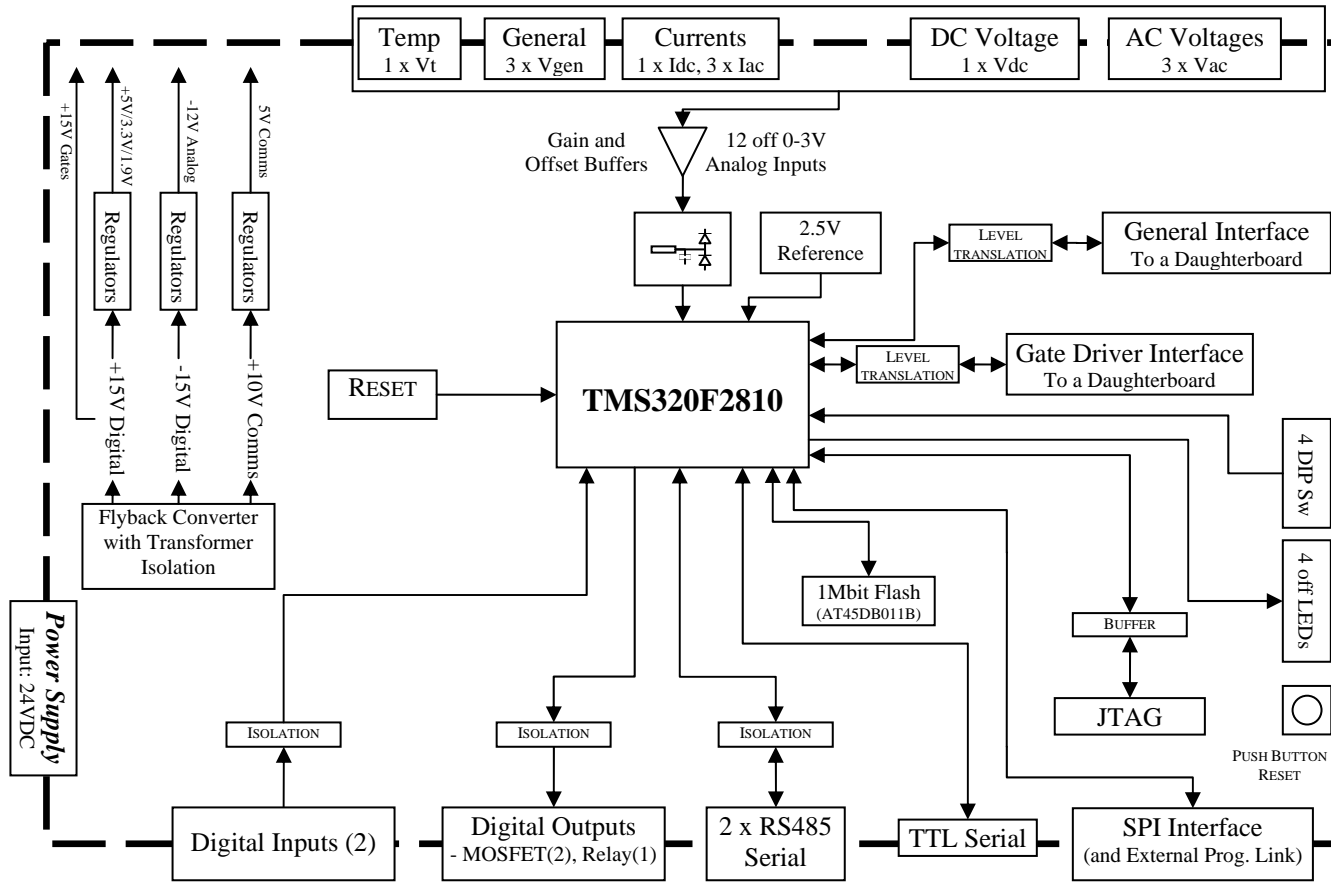 Temp
1 x Vt
General
3 x Vgen
Currents
1 x Idc, 3 x Iac
DC Voltage
1 x Vdc
AC Voltages
3 x Vac
+15V Gates
+5V/3.3V/1.9V
-12V Analog
5V Comms
Gain and
Offset Buffers
12 off 0-3V
Analog Inputs
Regulators
Regulators
Regulators
2.5V
Reference
LEVEL
TRANSLATION
General Interface
To a Daughterboard
LEVEL
TRANSLATION
Gate Driver Interface
To a Daughterboard
+15V Digital
-15V Digital
+10V Comms
RESET
TMS320F2810
4 DIP Sw
Flyback Converter
with Transformer
Isolation
1Mbit Flash
(AT45DB011B)
4 off LEDs
BUFFER
JTAG
Power Supply
Input: 24VDC
ISOLATION
ISOLATION
ISOLATION
PUSH BUTTON
RESET
Digital Inputs (2)
Digital Outputs
- MOSFET(2), Relay(1)
2 x RS485
Serial
TTL Serial
SPI Interface
(and External Prog. Link)